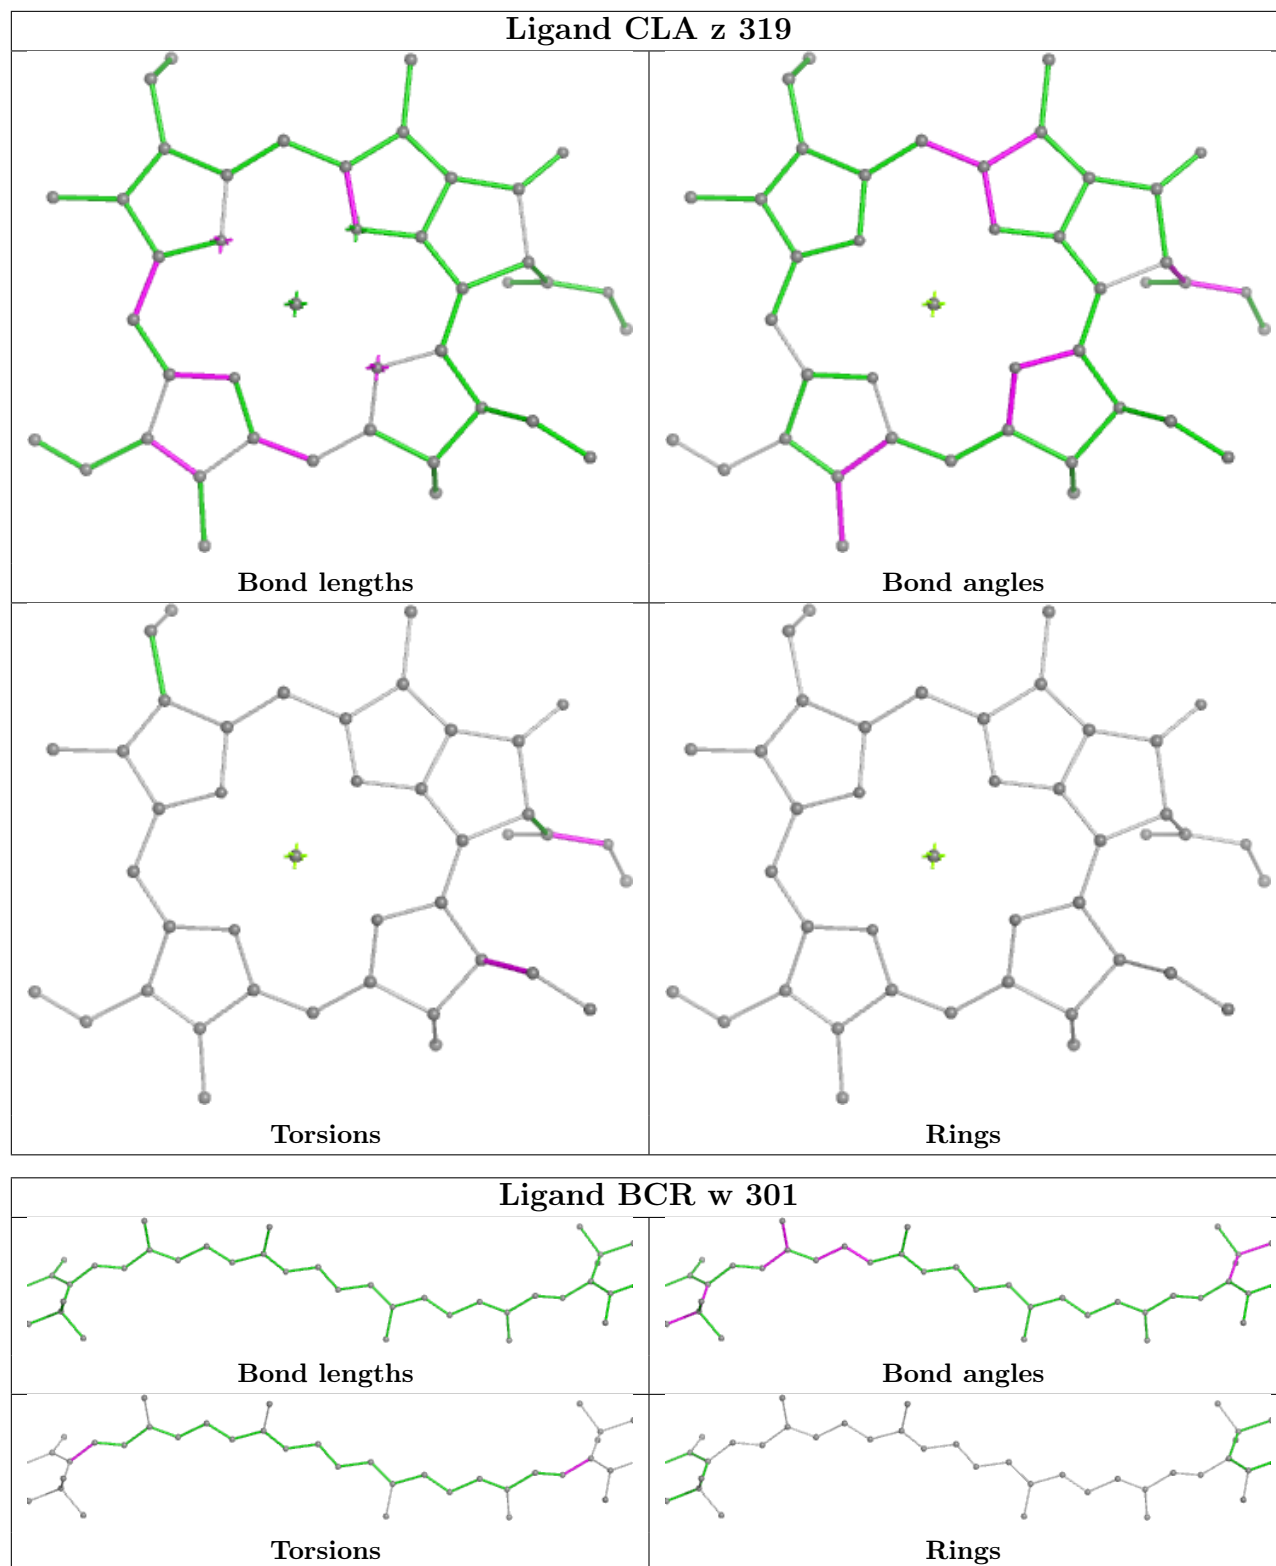 Ligand CLA z 319
Bond lengths
Bond angles
Torsions
Rings
Ligand BCR w 301
Bond lengths
Bond angles
Torsions
Rings